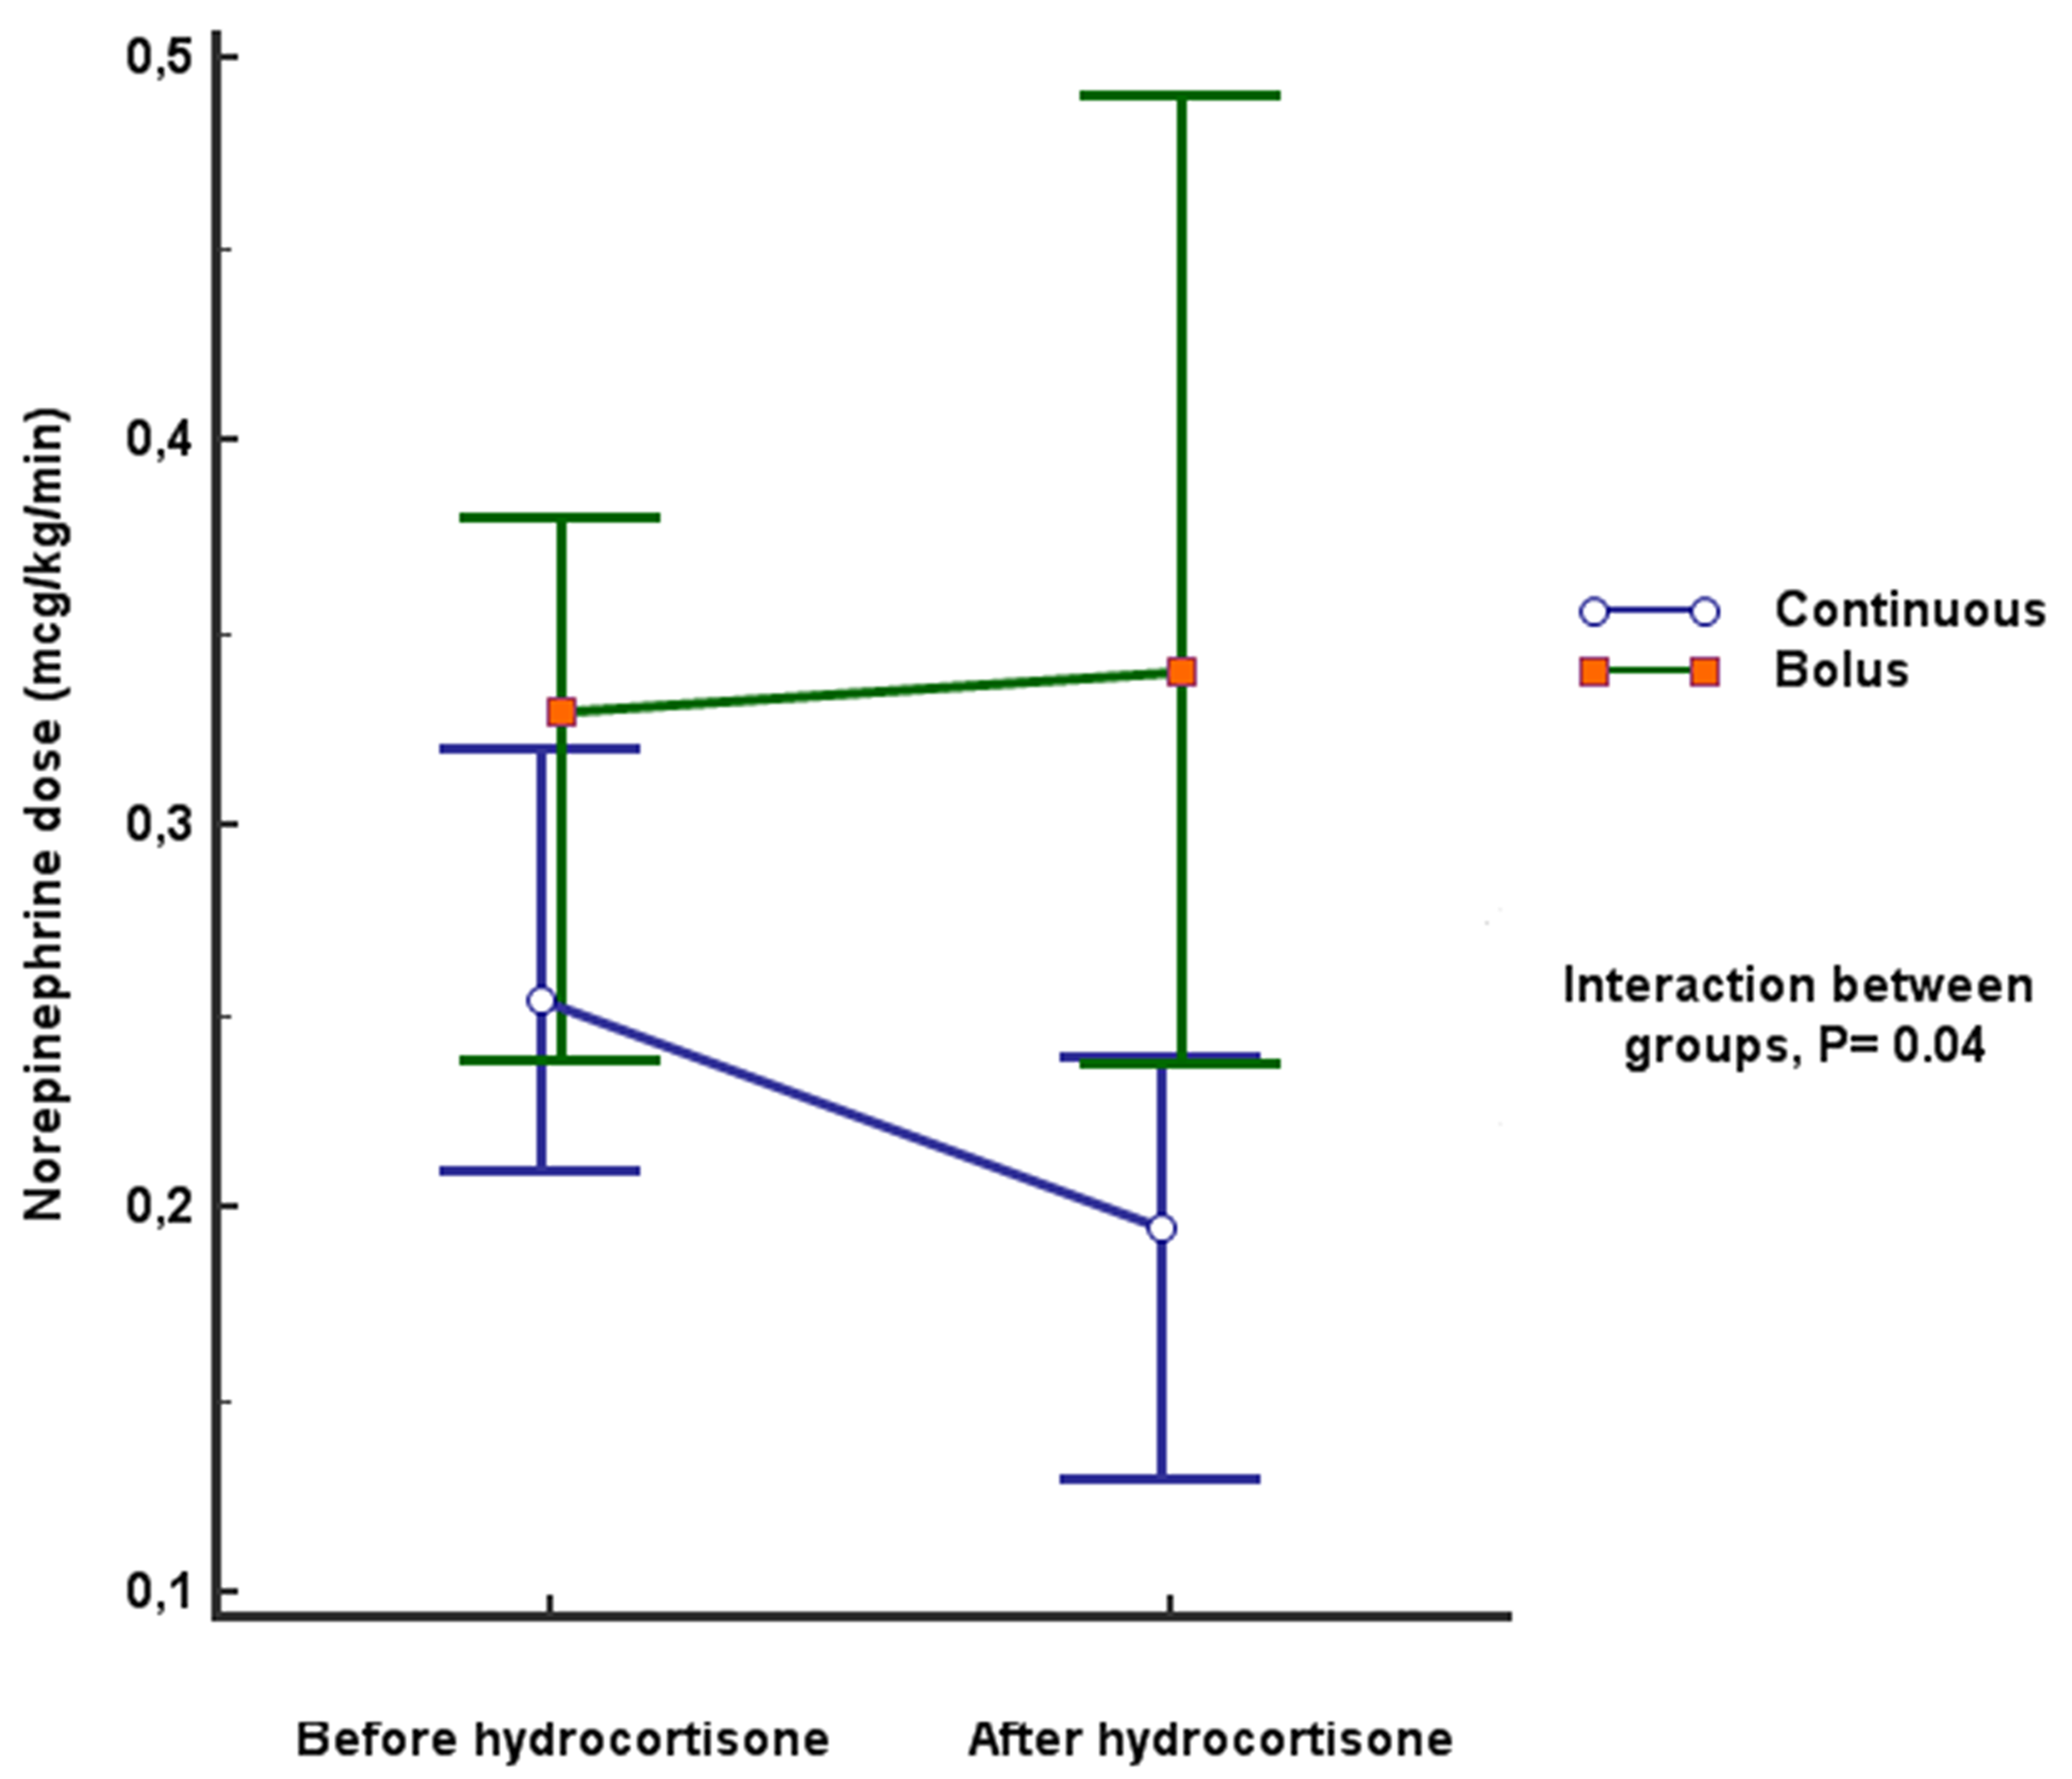 Norepinephrine dose (mcg/kg/min)
0,5
0,4
0,3
0,2
0,1
Before hydrocortisone
After hydrocortisone
Continuous
Bolus
Interaction between
groups, P= 0.04